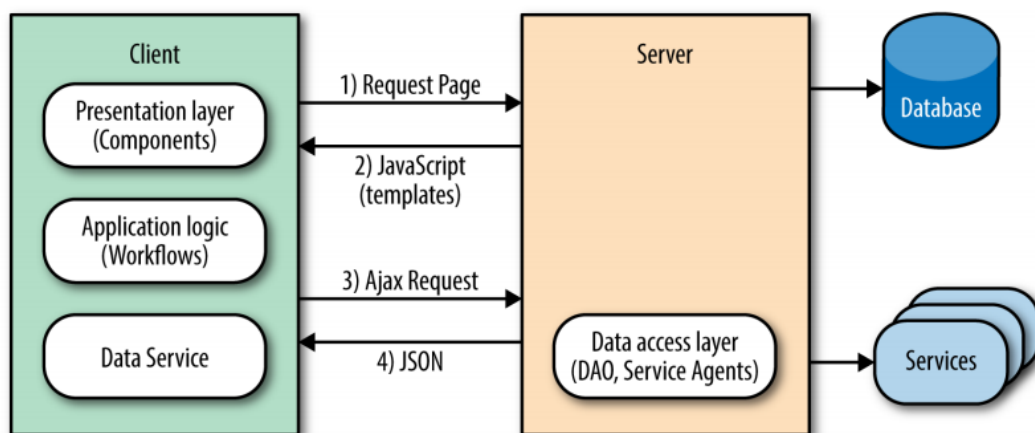 Client
Presentation layer
(Components)
Application logic
(Workflows)
Data Service
1) Request Page
2) JavaScript
(templates)
3) Ajax Request
4) JSON
Server
Data access layer
(DAO, Service Agents)
Database
Services